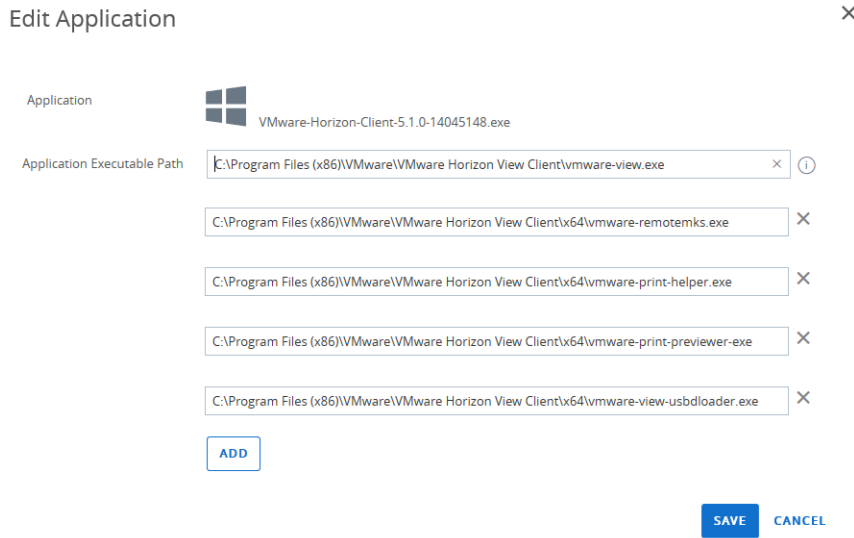 Edit Application
Application
VMware-Horizon-Client-5.1.0-14045148.exe
Application Executable Path
C:\Program Files (x86)\VMware\VMware Horizon View Client\vmware-view.exe
C:\Program Files (x86)\VMware\VMware Horizon View Client\x64\vmware-remotemks.exe
C:\Program Files (x86)\VMware\VMware Horizon View Client\x64\vmware-print-helper.exe
C:\Program Files (x86)\VMware\VMware Horizon View Client\x64\vmware-print-previewer-exe
C:\Program Files (x86)\VMware\VMware Horizon View Client\x64\vmware-view-usbdloader.exe
ADD
SAVE CANCEL